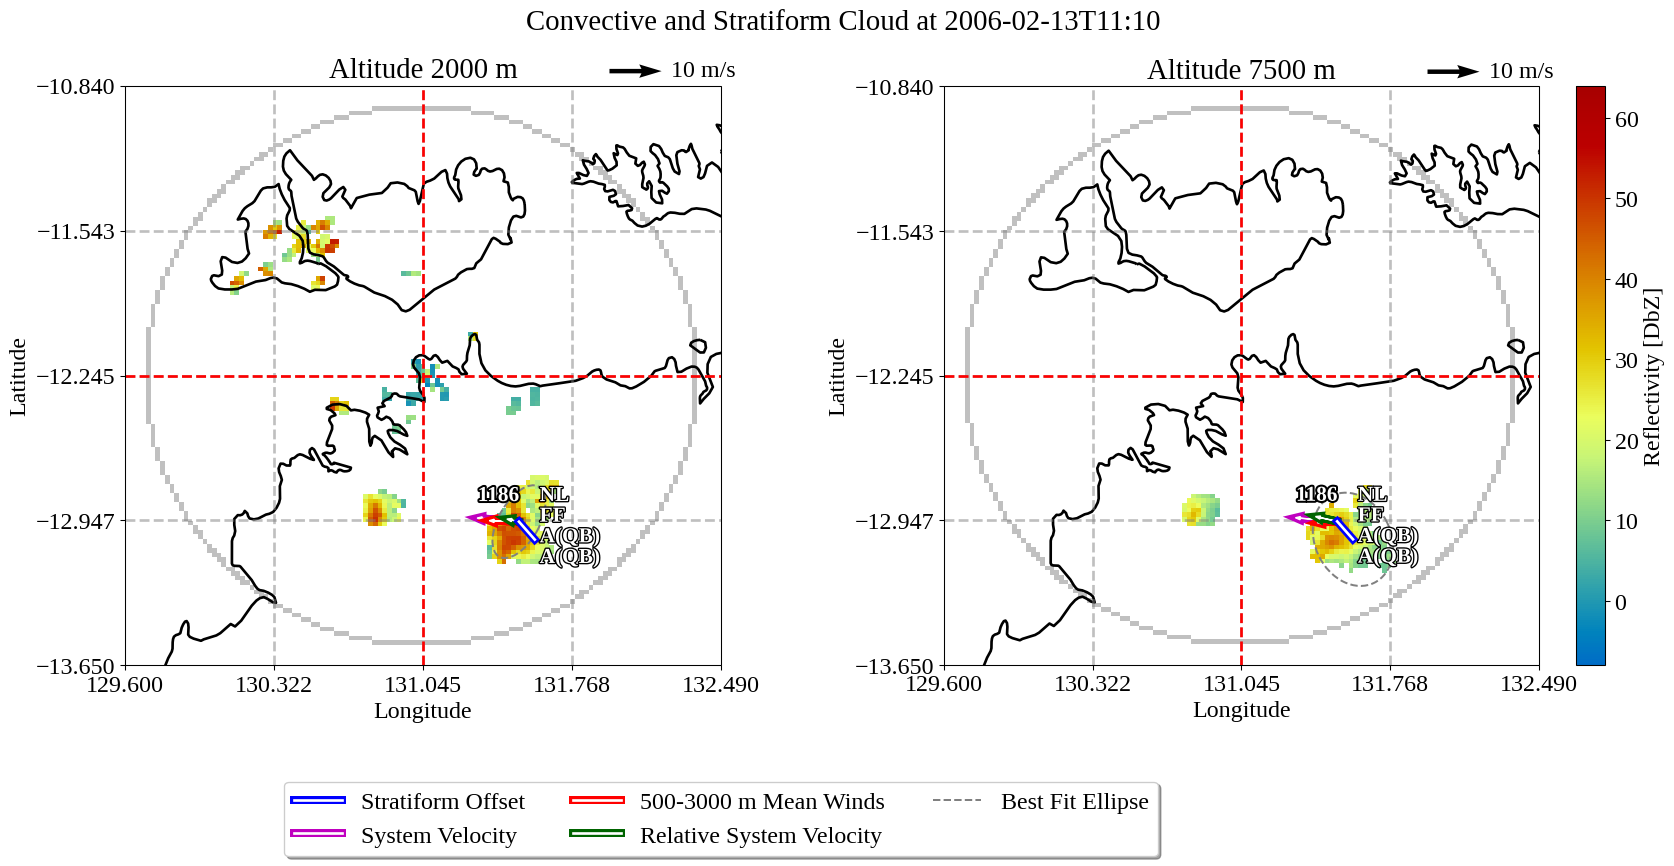 Convective and Stratiform Cloud at 2006-02-13T11:10
Altitude 2000 m
10 m/s
Altitude 7500 m
10 m/s
−10.840
−11.543
−12.245
−12.947
−13.650
Latitude
129.600
130.322
131.045
131.768
132.490
Longitude
1186
NL
FF
A(QB)
A(QB)
−10.840
−11.543
−12.245
−12.947
−13.650
Latitude
129.600
130.322
131.045
131.768
132.490
Longitude
1186
NL
FF
A(QB)
A(QB)
60
50
40
30
20
10
0
Reflectivity [DbZ]
Stratiform Offset
System Velocity
500-3000 m Mean Winds
Relative System Velocity
Best Fit Ellipse